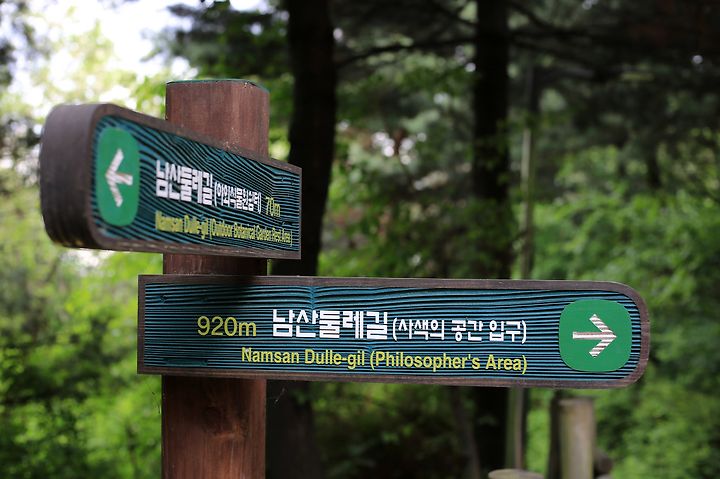 남산둘레길 (야외식물원쉼터) 70m
Namsan Dulle-gil (Outdoor Botanical Garden Rest Area)
920m 남산둘레길 (사색의 공간 입구)
Namsan Dulle-gil (Philosopher's Area)